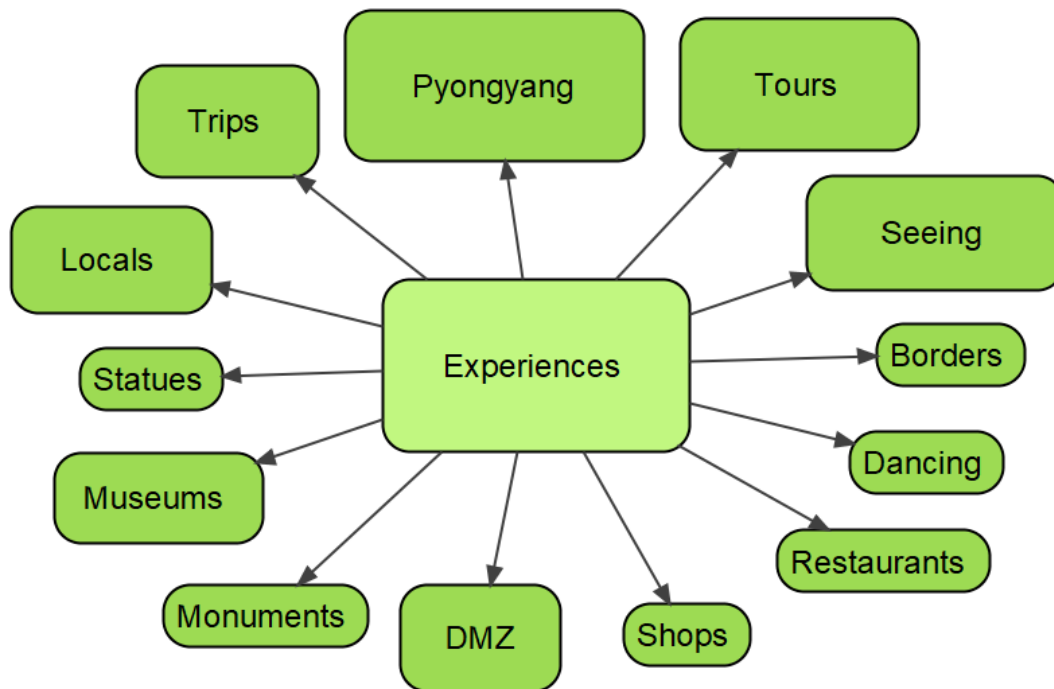 Pyongyang
Tours
Trips
Seeing
Locals
Experiences
Borders
Statues
Dancing
Museums
Restaurants
Monuments
DMZ
Shops